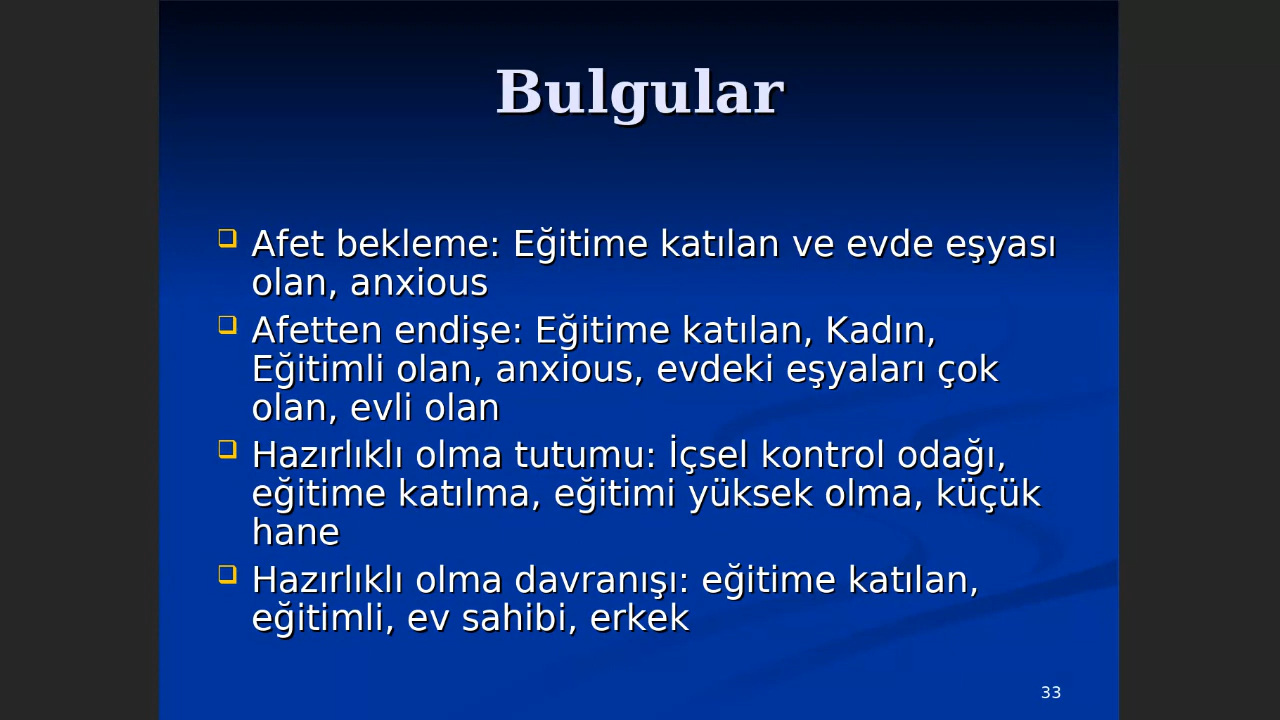 Bulgular
Afet bekleme: Eğitime katılan ve evde eşyası
olan, anxious
Afetten endişe: Eğitime katılan, Kadın,
Eğitimli olan, anxious, evdeki eşyaları çok
olan, evli olan
Hazırlıklı olma tutumu: İçsel kontrol odağı,
eğitime katılma, eğitimi yüksek olma, küçük
hane
Hazırlıklı olma davranışı: eğitime katılan,
eğitimli, ev sahibi, erkek
33